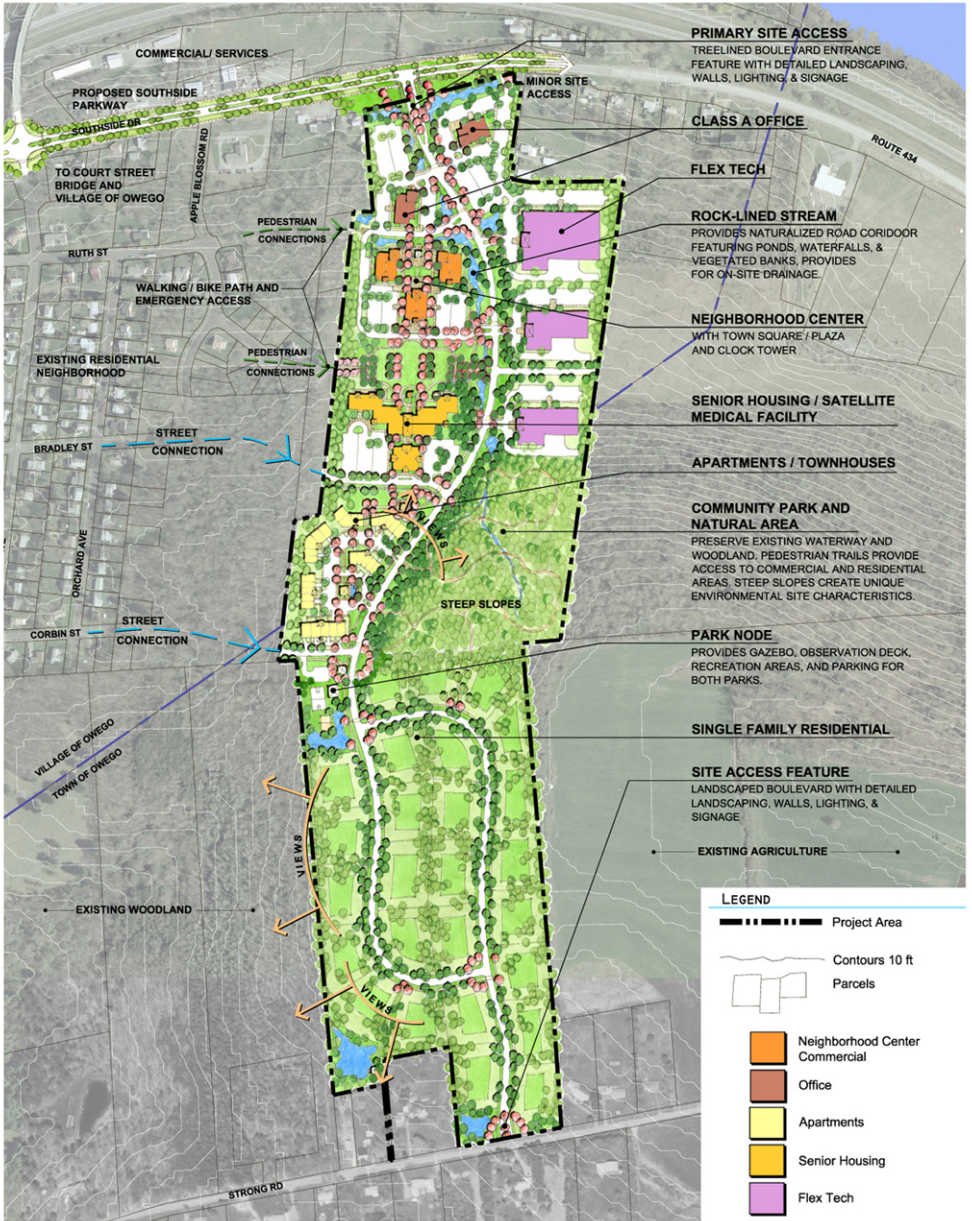 COMMERCIAL/ SERVICES
PROPOSED SOUTHSIDE
PARKWAY
SOUTHSIDE DR
TO COURT STREET
BRIDGE AND
VILLAGE OF OWEGO
APPLE BLOSSOM RD
RUTH ST
PEDESTRIAN
CONNECTIONS
WALKING / BIKE PATH AND
EMERGENCY ACCESS
EXISTING RESIDENTIAL
NEIGHBORHOOD
PEDESTRIAN
CONNECTIONS
BRADLEY ST
STREET
CONNECTION
ORCHARD AVE
CORBIN ST
STREET
CONNECTION
VILLAGE OF OWEGO
TOWN OF OWEGO
VIEWS
STEEP SLOPES
VIEWS
EXISTING WOODLAND
VIEWS
STRONG RD
MINOR SITE
ACCESS
ROUTE 434
PRIMARY SITE ACCESS
TREELINED BOULEVARD ENTRANCE
FEATURE WITH DETAILED LANDSCAPING,
WALLS, LIGHTING, & SIGNAGE
CLASS A OFFICE
FLEX TECH
ROCK-LINED STREAM
PROVIDES NATURALIZED ROAD CORIDOOR
FEATURING PONDS, WATERFALLS, &
VEGETATED BANKS, PROVIDES
FOR ON-SITE DRAINAGE.
NEIGHBORHOOD CENTER
WITH TOWN SQUARE / PLAZA
AND CLOCK TOWER
SENIOR HOUSING / SATELLITE
MEDICAL FACILITY
APARTMENTS / TOWNHOUSES
COMMUNITY PARK AND
NATURAL AREA
PRESERVE EXISTING WATERWAY AND
WOODLAND. PEDESTRIAN TRAILS PROVIDE
ACCESS TO COMMERCIAL AND RESIDENTIAL
AREAS. STEEP SLOPES CREATE UNIQUE
ENVIRONMENTAL SITE CHARACTERISTICS.
PARK NODE
PROVIDES GAZEBO, OBSERVATION DECK,
RECREATION AREAS, AND PARKING FOR
BOTH PARKS.
SINGLE FAMILY RESIDENTIAL
SITE ACCESS FEATURE
LANDSCAPED BOULEVARD WITH DETAILED
LANDSCAPING, WALLS, LIGHTING, &
SIGNAGE
EXISTING AGRICULTURE
LEGEND
Project Area
Contours 10 ft
Parcels
Neighborhood Center
Commercial
Office
Apartments
Senior Housing
Flex Tech